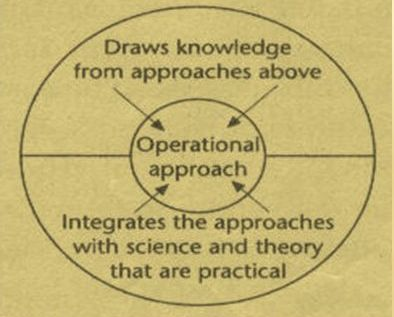 Draws knowledge
from approaches above
Operational
approach
Integrates the approaches
with science and theory
that are practical